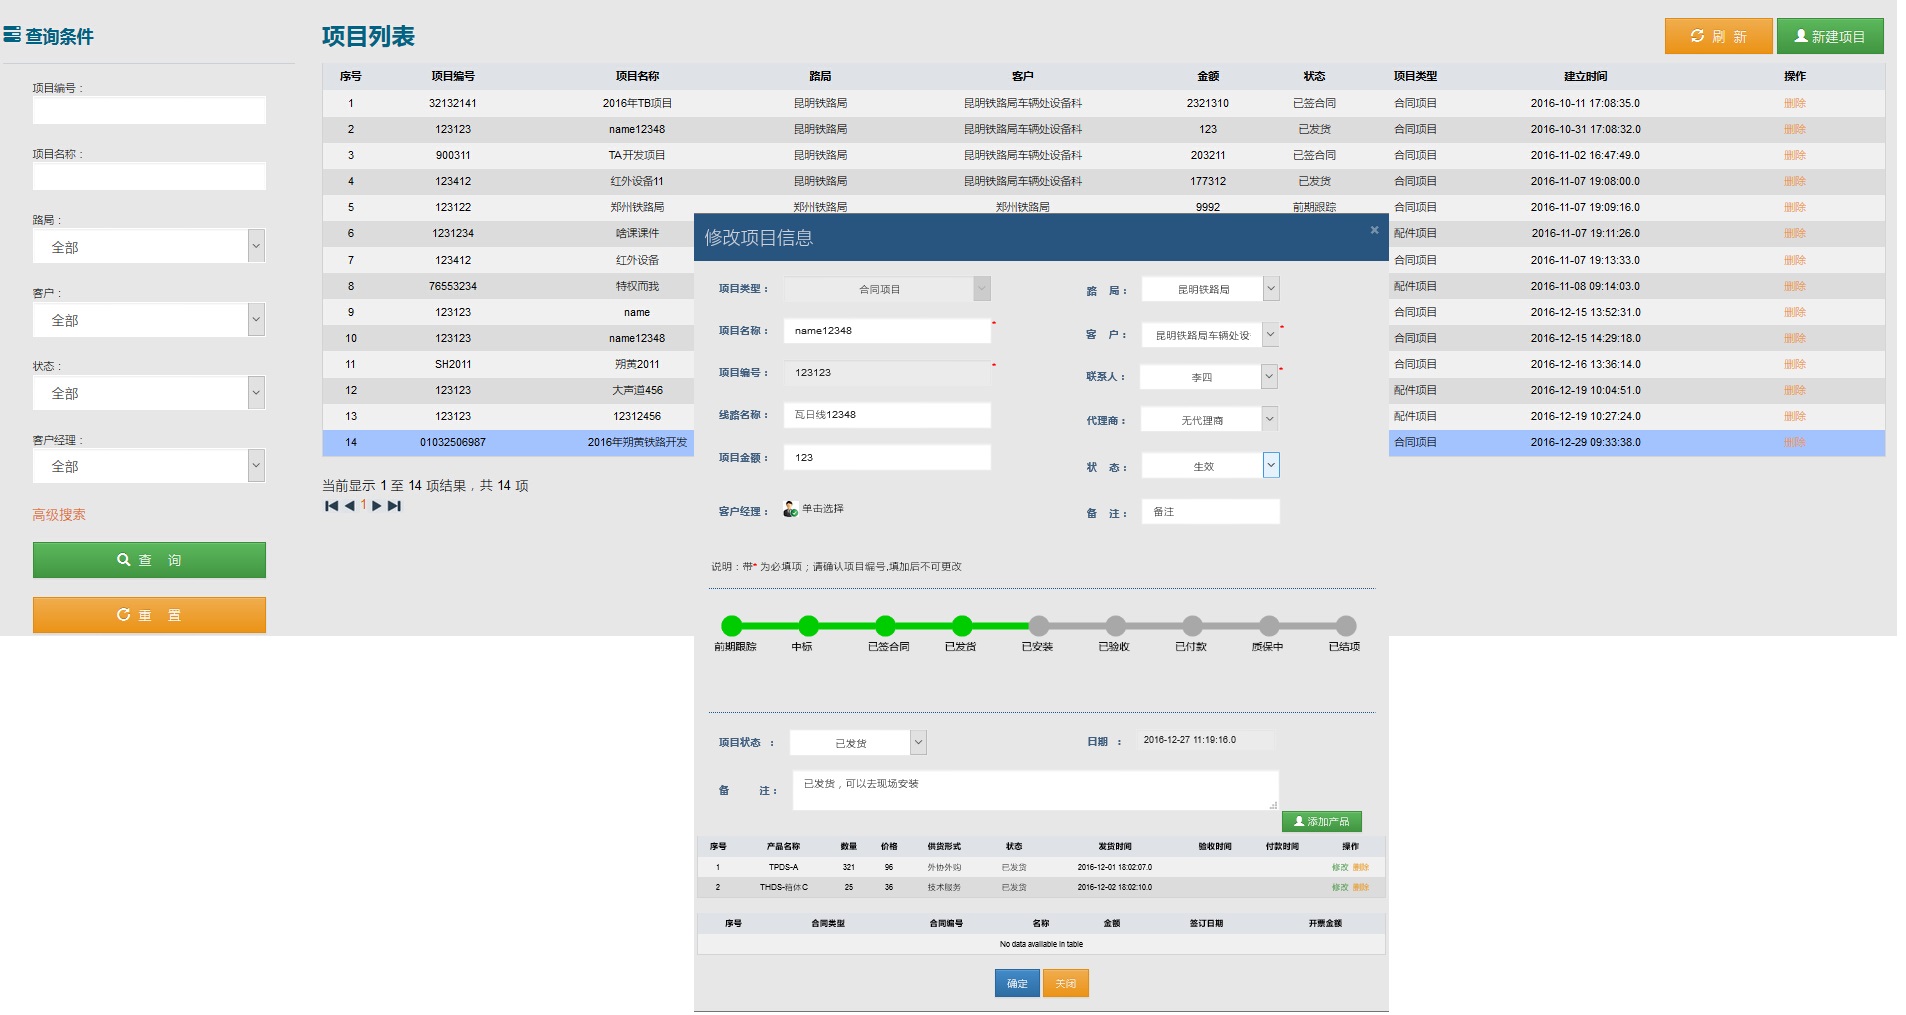 查询条件
项目编号：
项目名称：
路局：
全部
客户：
全部
状态：
全部
客户经理：
全部
高级搜索
查 询
重 置
项目列表
刷 新
新建项目
序号 项目编号 项目名称 路局 客户 金额 状态 项目类型 建立时间 操作
1 32132141 2016年TB项目 昆明铁路局 昆明铁路局车辆处设备科 2321310 已签合同 合同项目 2016-10-11 17:08:35.0 删除
2 123123 name12348 昆明铁路局 昆明铁路局车辆处设备科 123 已发货 合同项目 2016-10-31 17:08:32.0 删除
3 900311 TA开发项目 昆明铁路局 昆明铁路局车辆处设备科 203211 已签合同 合同项目 2016-11-02 16:47:49.0 删除
4 123412 红外设备11 昆明铁路局 昆明铁路局车辆处设备科 177312 已发货 合同项目 2016-11-07 19:08:00.0 删除
5 123122 郑州铁路局 郑州铁路局 郑州铁路局 9992 前期跟踪 合同项目 2016-11-07 19:09:16.0 删除
6 1231234 啥课课件 配件项目 2016-11-07 19:11:26.0 删除
7 123412 红外设备 合同项目 2016-11-07 19:13:33.0 删除
8 76553234 特权而我 配件项目 2016-11-08 09:14:03.0 删除
9 123123 name 合同项目 2016-12-15 13:52:31.0 删除
10 123123 name12348 合同项目 2016-12-15 14:29:18.0 删除
11 SH2011 朔黄2011 合同项目 2016-12-16 13:36:14.0 删除
12 123123 大声道456 配件项目 2016-12-19 10:04:51.0 删除
13 123123 12312456 配件项目 2016-12-19 10:27:24.0 删除
14 01032506987 2016年朔黄铁路开发 合同项目 2016-12-29 09:33:38.0 删除
当前显示 1 至 14 项结果，共 14 项
1
修改项目信息 ×
项目类型： 合同项目 路 局： 昆明铁路局
项目名称： name12348 * 客 户： 昆明铁路局车辆处设 *
项目编号： 123123 * 联系人： 李四 *
线路名称： 瓦日线12348 代理商： 无代理商
项目金额： 123 状 态： 生效
客户经理： 单击选择 备 注： 备注
说明：带* 为必填项；请确认项目编号,填加后不可更改
前期跟踪 中标 已签合同 已发货 已安装 已验收 已付款 质保中 已结项
项目状态 ： 已发货 日期 ： 2016-12-27 11:19:16.0
备 注： 已发货，可以去现场安装
添加产品
序号 产品名称 数量 价格 供货形式 状态 发货时间 验收时间 付款时间 操作
1 TPDS-A 321 96 外协外购 已发货 2016-12-01 18:02:07.0 修改 删除
2 THDS-箱体C 25 36 技术服务 已发货 2016-12-02 18:02:10.0 修改 删除
序号 合同类型 合同编号 名称 金额 签订日期 开票金额
No data available in table
确定 关闭